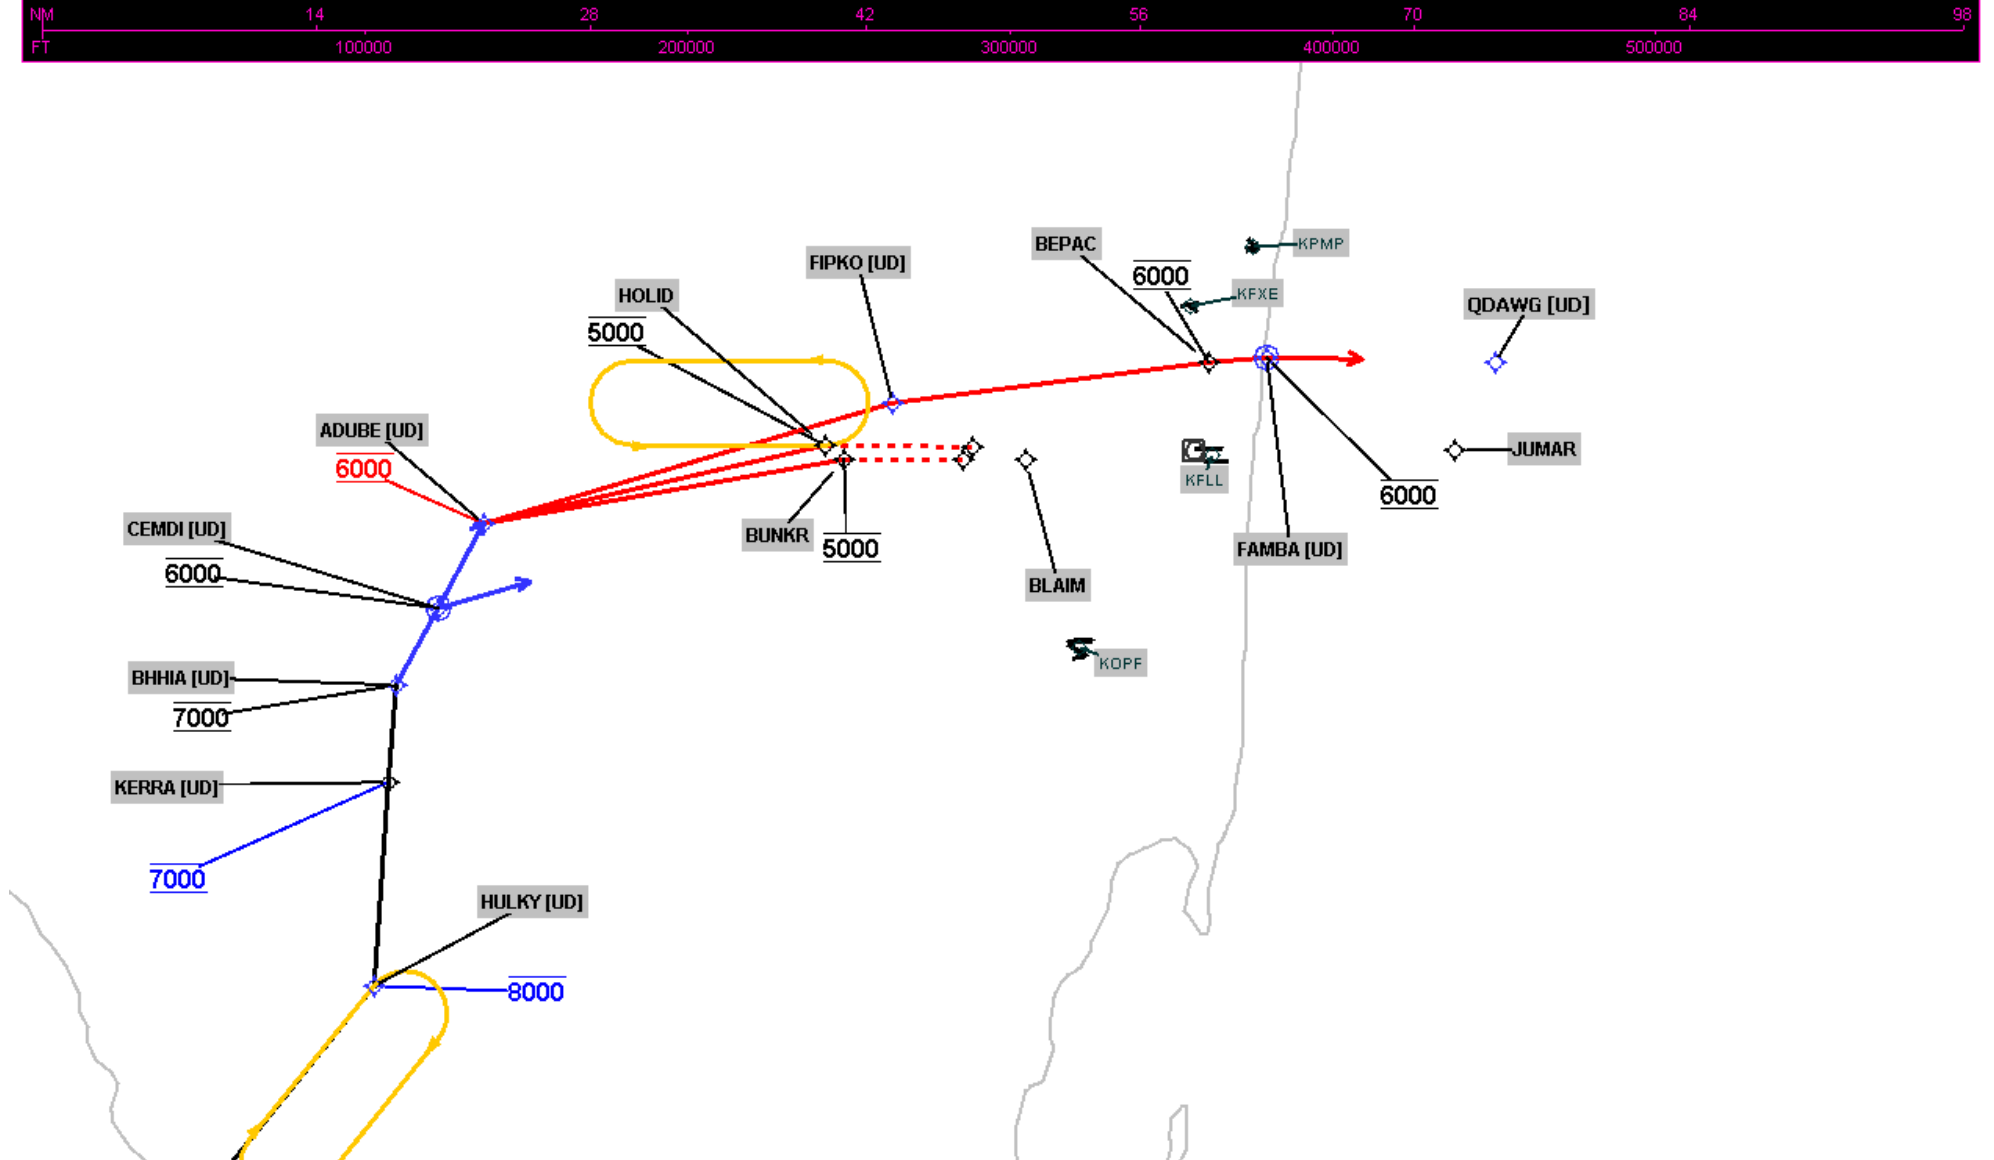 NM 14 28 42 56 70 84 98
FT 100000 200000 300000 400000 500000
BEPAC
KPMP
FIPKO [UD]
6000
HOLID
KFXE
QDAWG [UD]
5000
ADUBE [UD]
6000
JUMAR
KFLL
6000
CEMDI [UD]
BUNKR
5000
FAMBA [UD]
6000
BLAIM
KOPF
BHHIA [UD]
7000
KERRA [UD]
7000
HULKY [UD]
8000